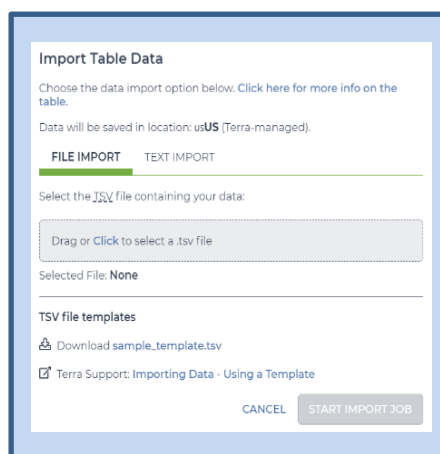 Import Table Data
Choose the data import option below. Click here for more info on the
table.
Data will be saved in location: usUS (Terra-managed).
FILE IMPORT TEXT IMPORT
Select the TSV file containing your data:
Drag or Click to select a .tsv file
Selected File: None
TSV file templates
Download sample_template.tsv
Terra Support: Importing Data - Using a Template
CANCEL START IMPORT JOB